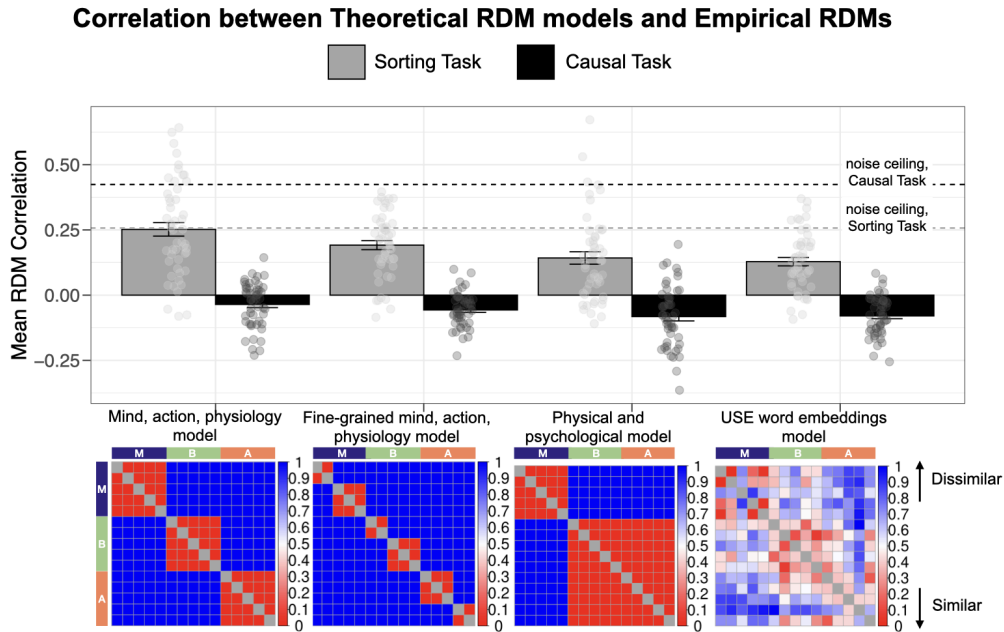 Correlation between Theoretical RDM models and Empirical RDMs
Sorting Task
Causal Task
Mean RDM Correlation
0.50
0.25
0.00
−0.25
noise ceiling,
Causal Task
noise ceiling,
Sorting Task
Mind, action, physiology
model
Fine-grained mind, action,
physiology model
Physical and
psychological model
USE word embeddings
model
M B A
M
B
A
1
0.9
0.8
0.7
0.6
0.5
0.4
0.3
0.2
0.1
0
M B A
1
0.9
0.8
0.7
0.6
0.5
0.4
0.3
0.2
0.1
0
M B A
1
0.9
0.8
0.7
0.6
0.5
0.4
0.3
0.2
0.1
0
M B A
1
0.9
0.8
0.7
0.6
0.5
0.4
0.3
0.2
0.1
0
Dissimilar
Similar